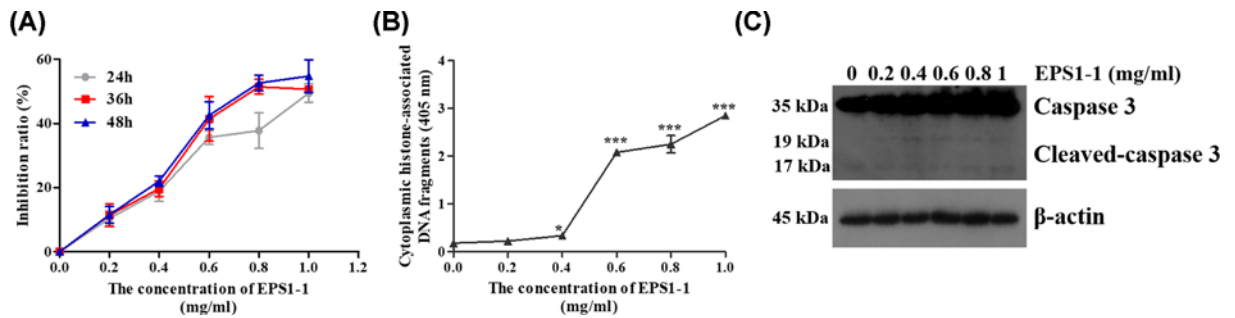 (A)
Inhibition ratio (%)
60
40
20
0
24h
36h
48h
0.0 0.2 0.4 0.6 0.8 1.0 1.2
The concentration of EPS1-1
(mg/ml)
(B)
Cytoplasmic histone-associated
DNA fragments (405 nm)
4
3
2
1
0
*
***
***
***
0.0 0.2 0.4 0.6 0.8 1.0
The concentration of EPS1-1
(mg/ml)
(C)
0 0.2 0.4 0.6 0.8 1 EPS1-1 (mg/ml)
35 kDa Caspase 3
19 kDa
Cleaved-caspase 3
17 kDa
45 kDa β-actin